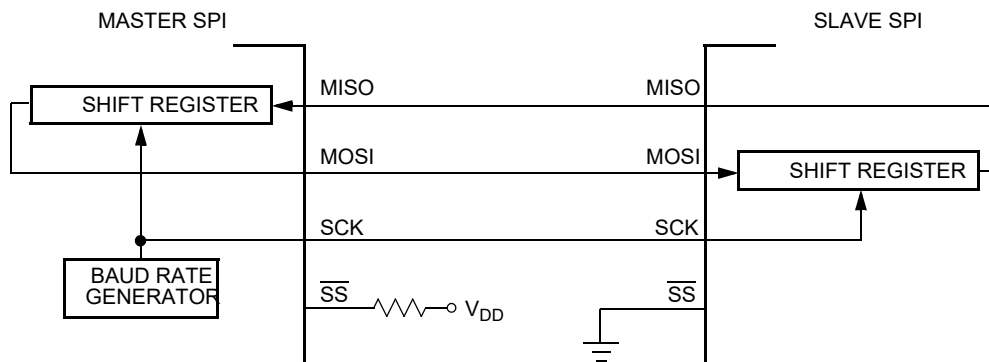 MASTER SPI
SLAVE SPI
MISO
MISO
SHIFT REGISTER
MOSI
MOSI
SHIFT REGISTER
SCK
SCK
BAUD RATE
GENERATOR
SS
VDD
SS